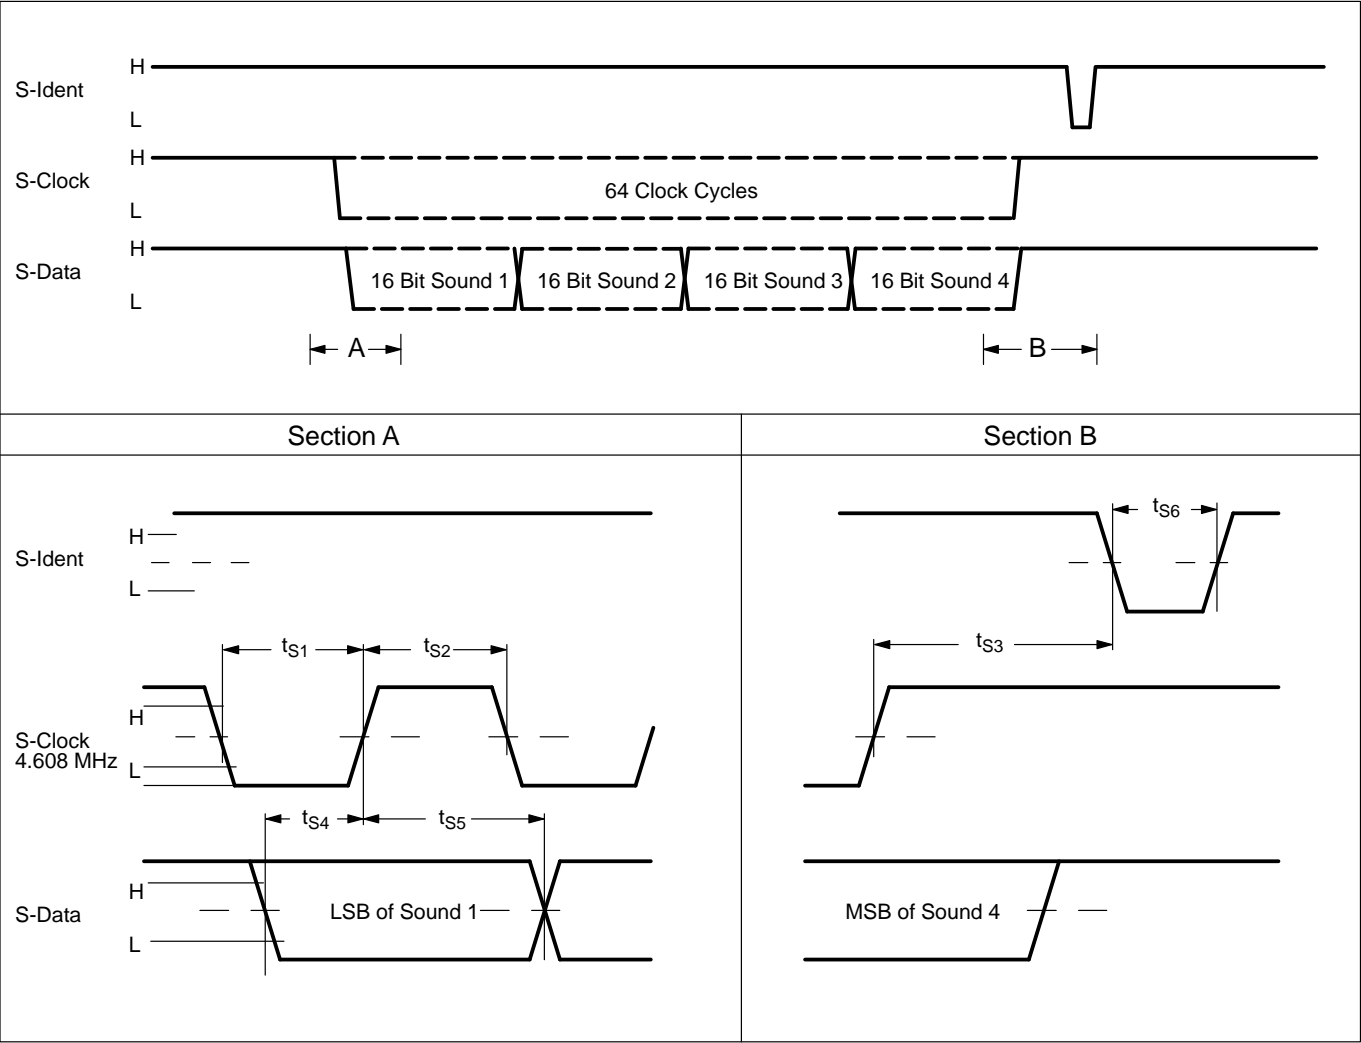 S-Ident
H
L
S-Clock
H
L
64 Clock Cycles
S-Data
H
L
16 Bit Sound 1
16 Bit Sound 2
16 Bit Sound 3
16 Bit Sound 4
A
B
Section A
Section B
S-Ident
H
L
tS6
tS1
tS2
tS3
S-Clock
4.608 MHz
H
L
tS4
tS5
S-Data
H
L
LSB of Sound 1
MSB of Sound 4